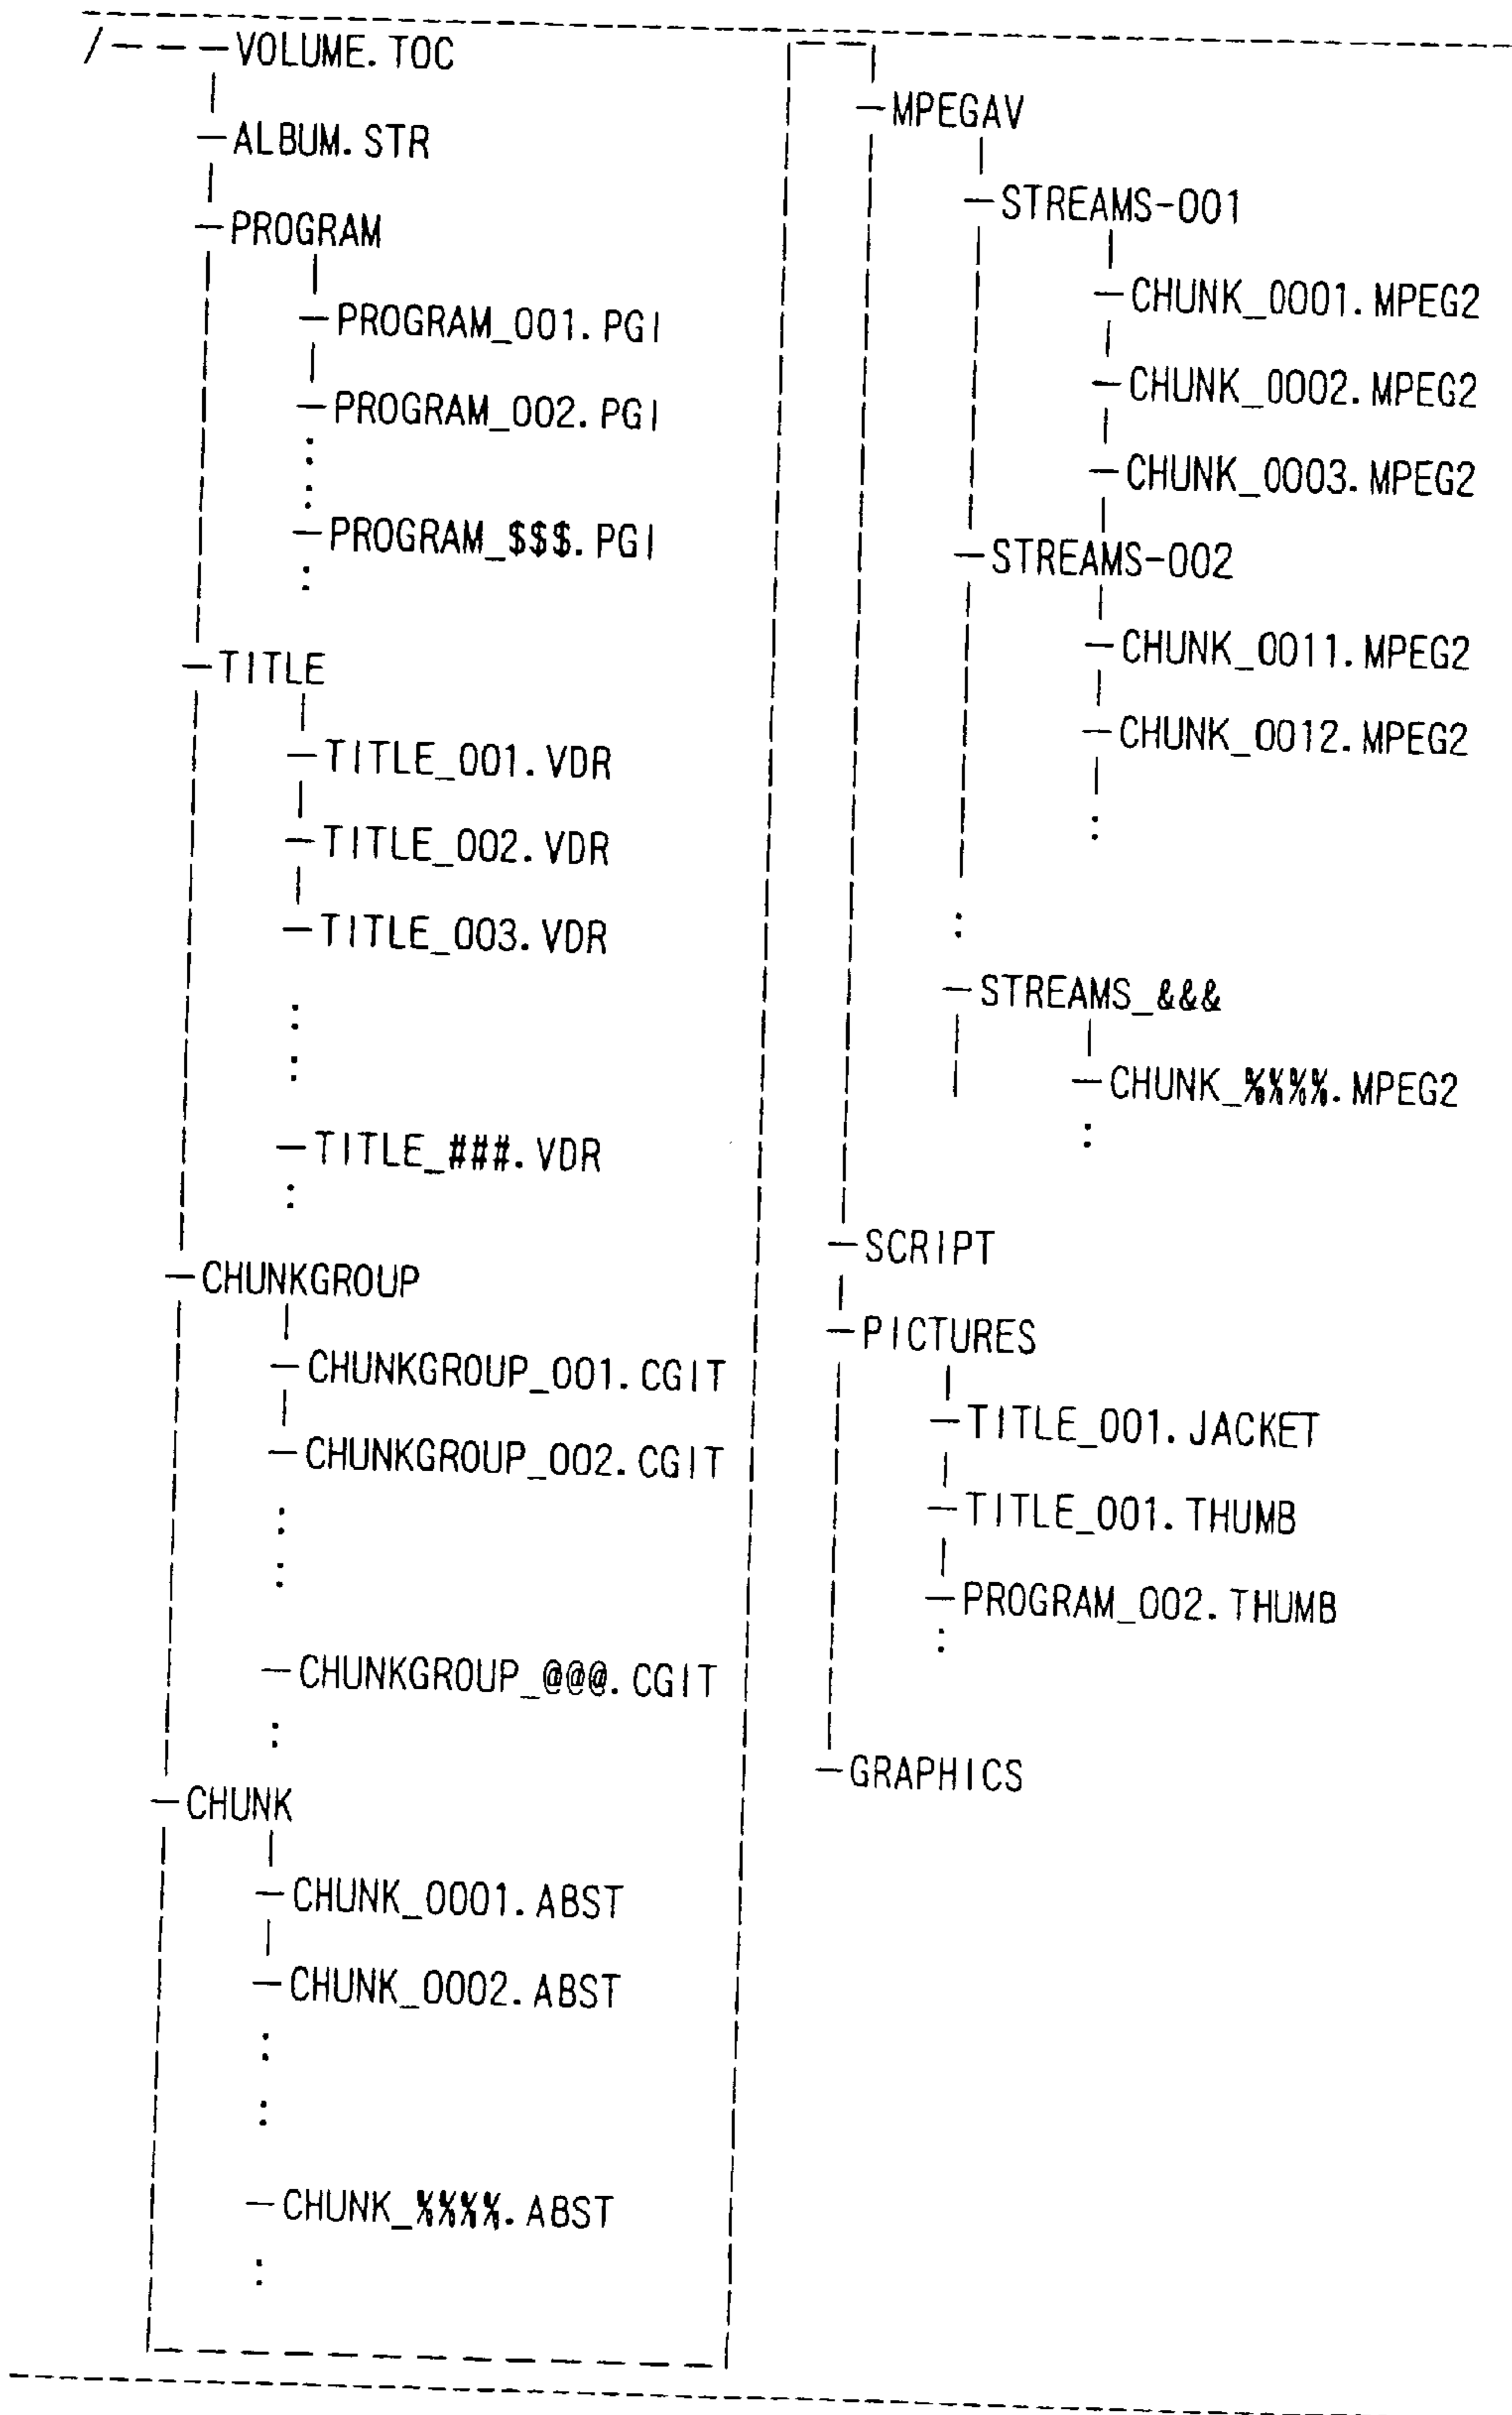 /---VOLUME.TOC
-ALBUM.STR
-PROGRAM
-PROGRAM_001.PGI
-PROGRAM_002.PGI
-PROGRAM_$$$.PGI
-TITLE
-TITLE_001.VDR
-TITLE_002.VDR
-TITLE_003.VDR
-TITLE_###.VDR
-CHUNKGROUP
-CHUNKGROUP_001.CGIT
-CHUNKGROUP_002.CGIT
-CHUNKGROUP_@@@.CGIT
-CHUNK
-CHUNK_0001.ABST
-CHUNK_0002.ABST
-CHUNK_%%%%.ABST
-MPEGAV
-STREAMS-001
-CHUNK_0001.MPEG2
-CHUNK_0002.MPEG2
-CHUNK_0003.MPEG2
-STREAMS-002
-CHUNK_0011.MPEG2
-CHUNK_0012.MPEG2
-STREAMS_&&&
-CHUNK_%%%%.MPEG2
-SCRIPT
-PICTURES
-TITLE_001.JACKET
-TITLE_001.THUMB
-PROGRAM_002.THUMB
-GRAPHICS